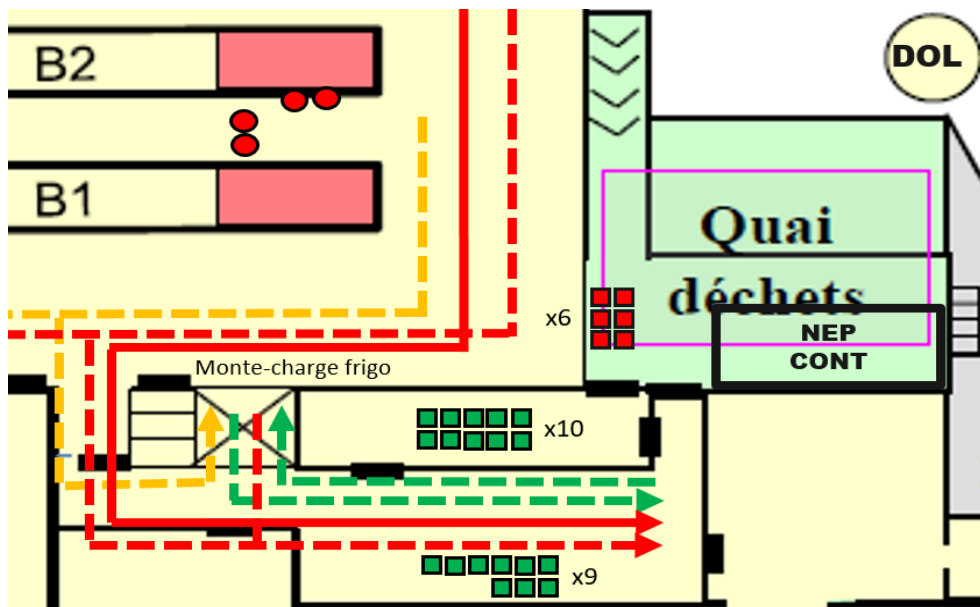 B2
DOL
B1
Quai
déchets
x6
NEP
CONT
Monte-charge frigo
x10
x9